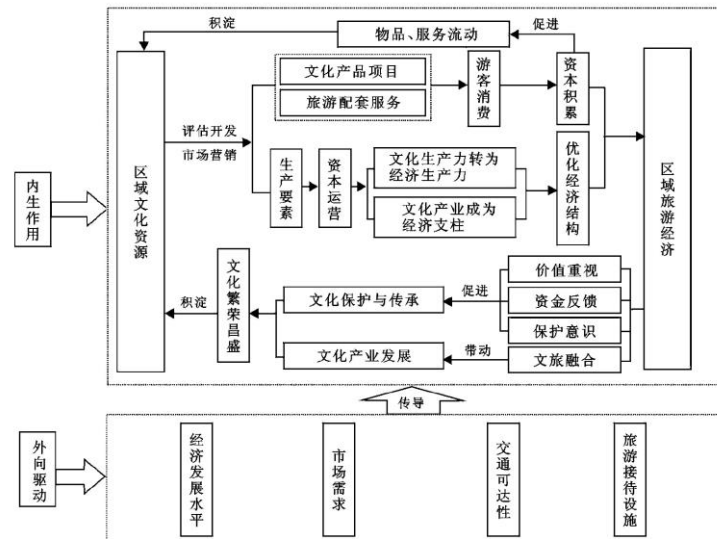 积淀
物品、服务流动
促进
文化产品项目
旅游配套服务
游客消费
资本积累
评估开发
市场营销
生产要素
资本运营
文化生产力转为
经济生产力
文化产业成为
经济支柱
优化经济结构
内生作用
区域文化资源
区域旅游经济
积淀
文化繁荣昌盛
文化保护与传承
促进
价值重视
资金反馈
保护意识
文化产业发展
带动
文旅融合
传导
外向驱动
经济发展水平
市场需求
交通可达性
旅游接待设施